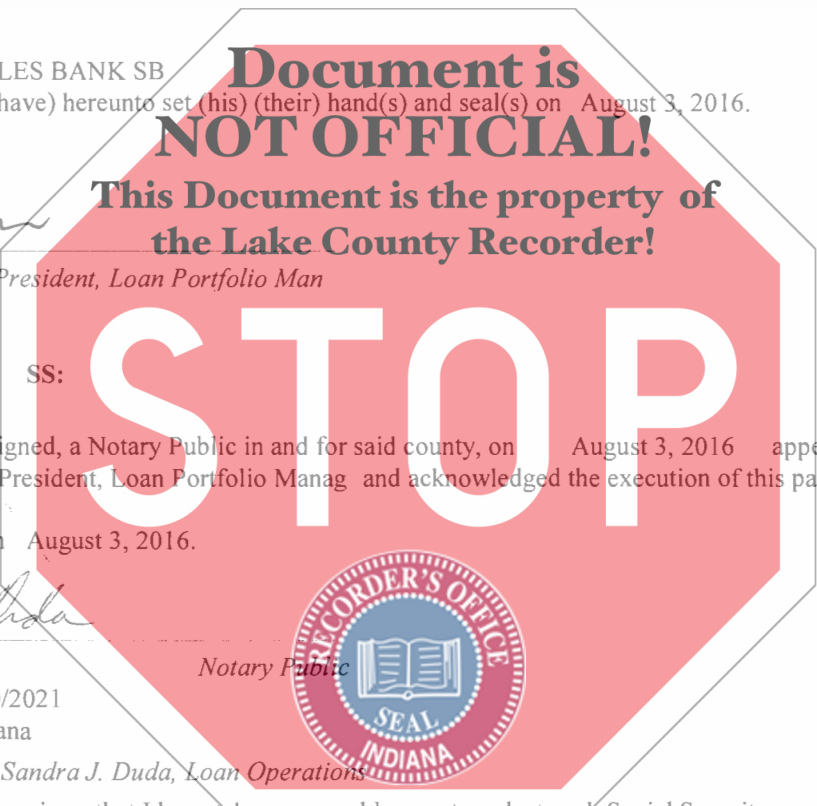 LES BANK SB
Document is
have) hereunto set (his) (their) hand(s) and seal(s) on August 3, 2016.
NOT OFFICIAL!
This Document is the property of
the Lake County Recorder!
President, Loan Portfolio Man
STOP
SS:
igned, a Notary Public in and for said county, on August 3, 2016 appe
President, Loan Portfolio Manag and acknowledged the execution of this pa
August 3, 2016.
Duda
RECORDER'S OFFICE
Notary Public
SEAL
/2021
INDIANA
ana
Sandra J. Duda, Loan Operations